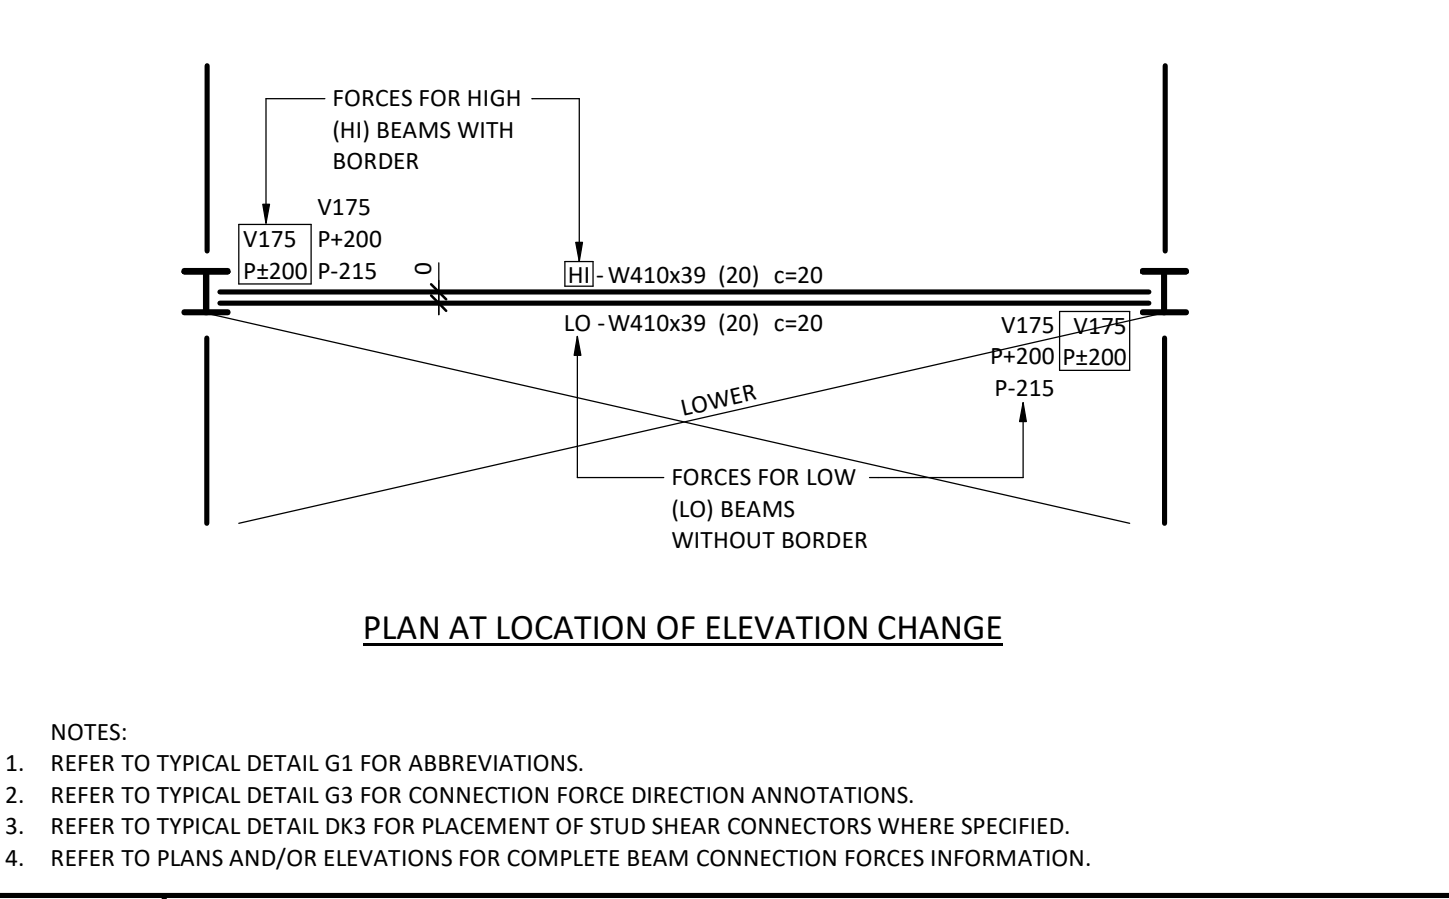 FORCES FOR HIGH
(HI) BEAMS WITH
BORDER
V175
V175 P+200
P±200 P-215
0
HI - W410x39 (20) c=20
LO - W410x39 (20) c=20
V175 V175
P+200 P±200
P-215
LOWER
FORCES FOR LOW
(LO) BEAMS
WITHOUT BORDER
PLAN AT LOCATION OF ELEVATION CHANGE
NOTES:
1. REFER TO TYPICAL DETAIL G1 FOR ABBREVIATIONS.
2. REFER TO TYPICAL DETAIL G3 FOR CONNECTION FORCE DIRECTION ANNOTATIONS.
3. REFER TO TYPICAL DETAIL DK3 FOR PLACEMENT OF STUD SHEAR CONNECTORS WHERE SPECIFIED.
4. REFER TO PLANS AND/OR ELEVATIONS FOR COMPLETE BEAM CONNECTION FORCES INFORMATION.